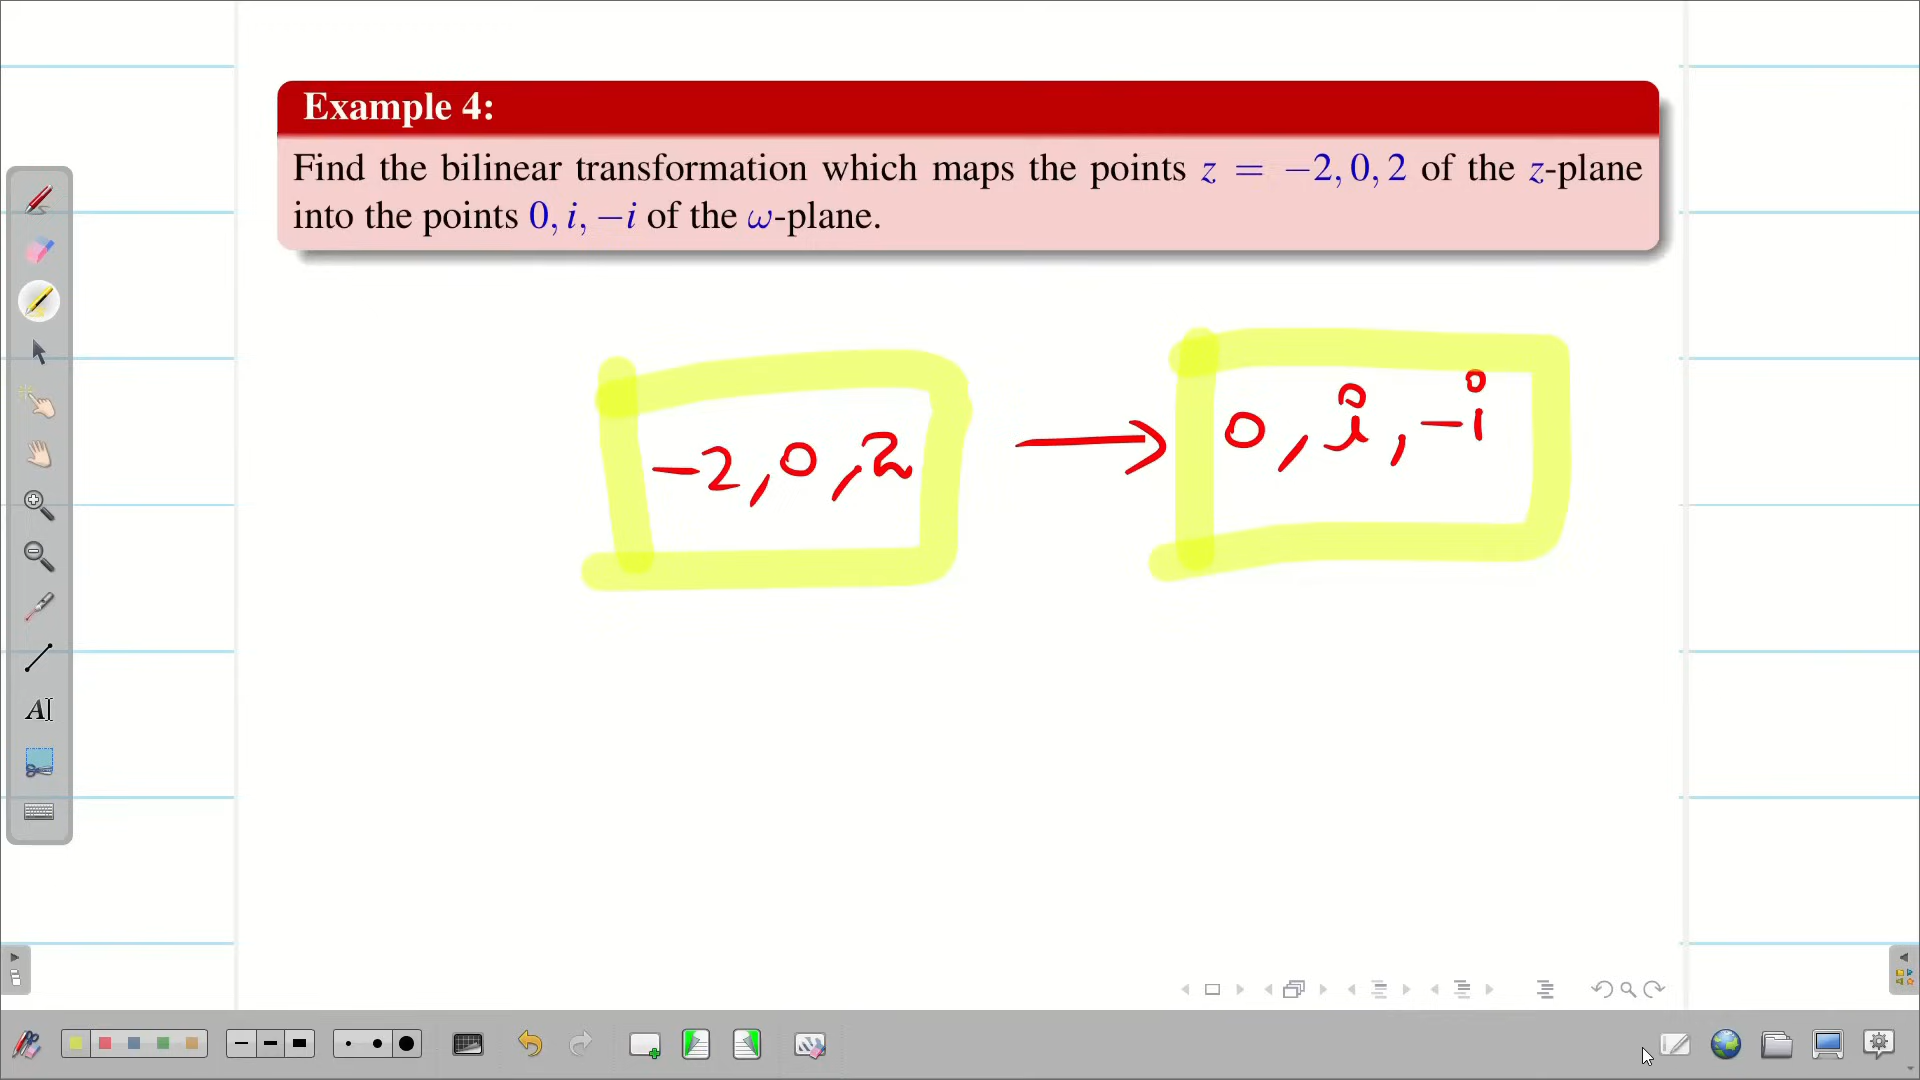 Example 4:
Find the bilinear transformation which maps the points z = −2, 0, 2 of the z-plane
into the points 0, i, −i of the ω-plane.
−2, 0, 2 → 0, i, −i
A